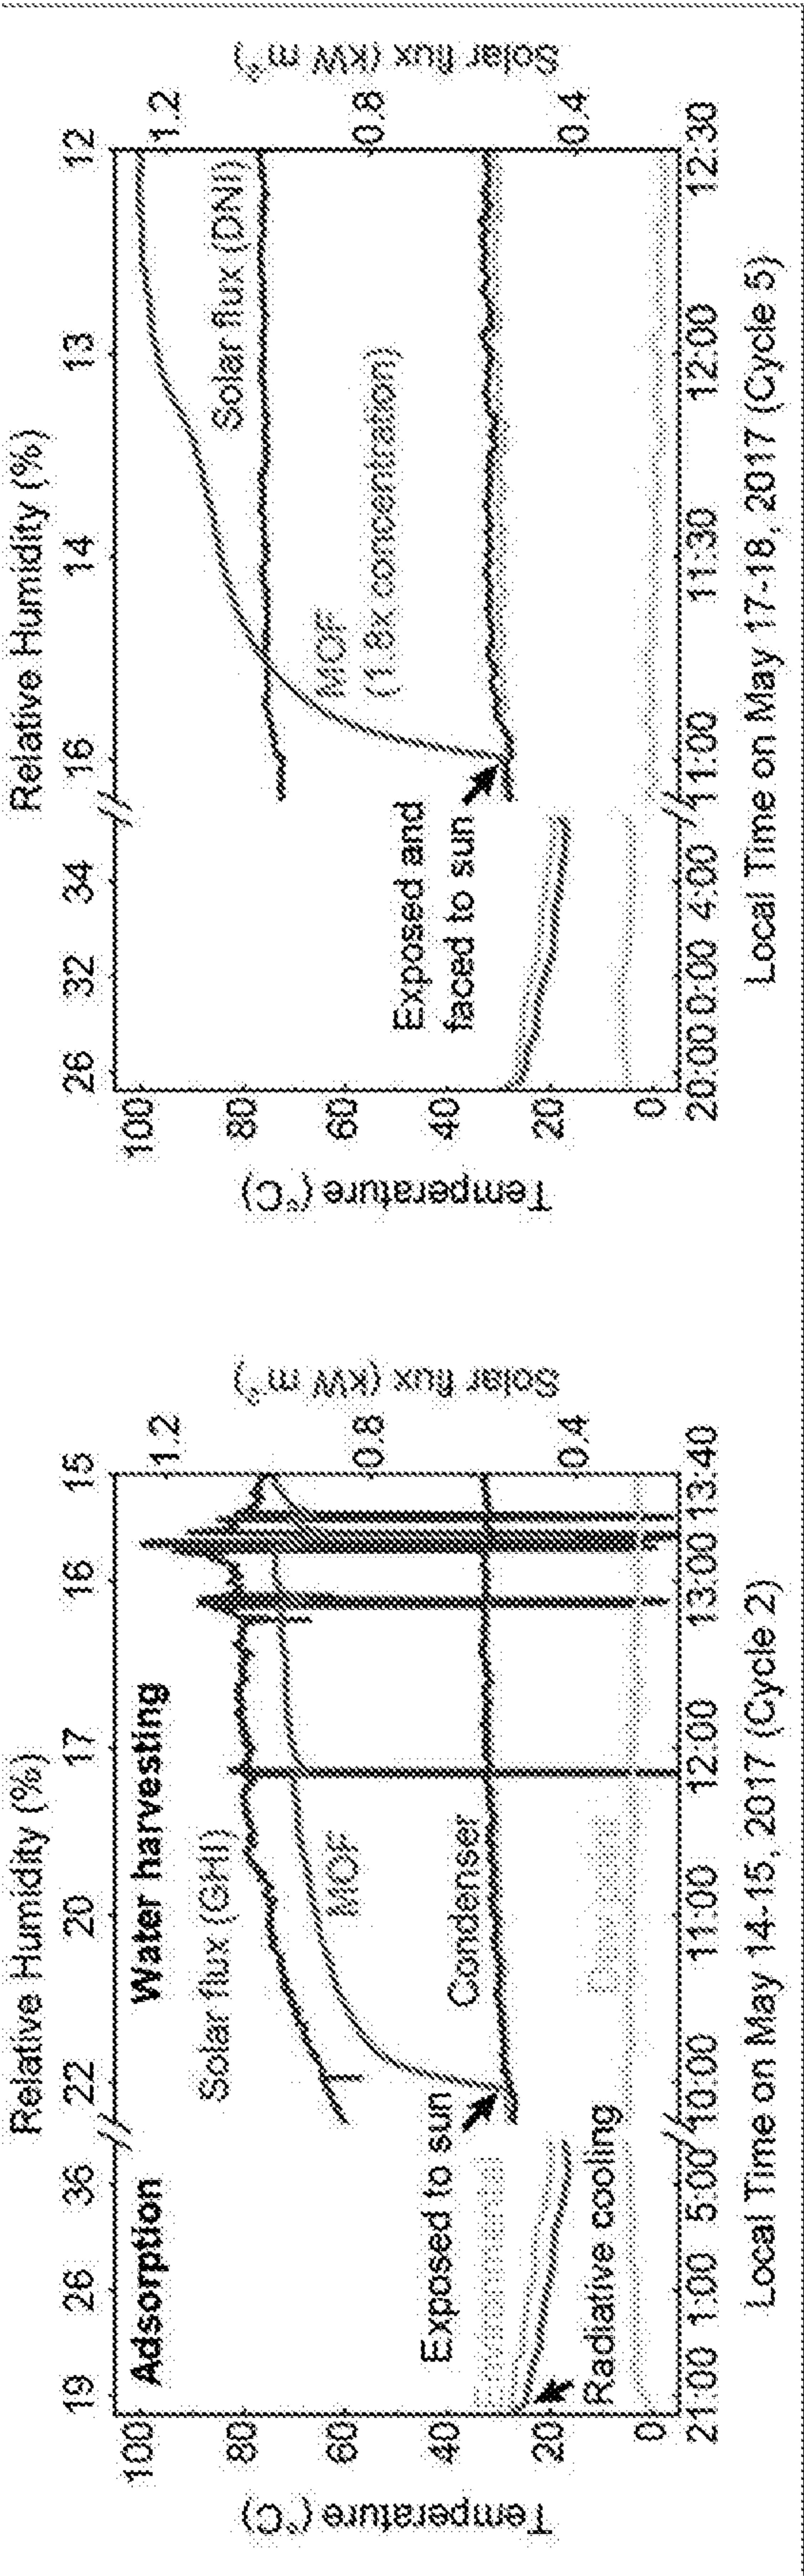 Relative Humidity (%)
19 26 36 22 20 17 16 15
Adsorption
Water harvesting
Solar flux (GHI)
MOF
Condenser
Exposed to sun
Radiative cooling
100
80
60
40
20
0
Temperature (°C)
1.2
0.8
0.4
Solar flux (kW m⁻²)
21:00 1:00 5:00 10:00 11:00 12:00 13:00 13:40
Local Time on May 14-15, 2017 (Cycle 2)
Relative Humidity (%)
26 32 34 16 14 13 12
Solar flux (DNI)
MOF
(1.8x concentration)
Exposed and
faced to sun
100
80
60
40
20
0
Temperature (°C)
1.2
0.8
0.4
Solar flux (kW m⁻²)
20:00 0:00 4:00 11:00 11:30 12:00 12:30
Local Time on May 17-18, 2017 (Cycle 5)